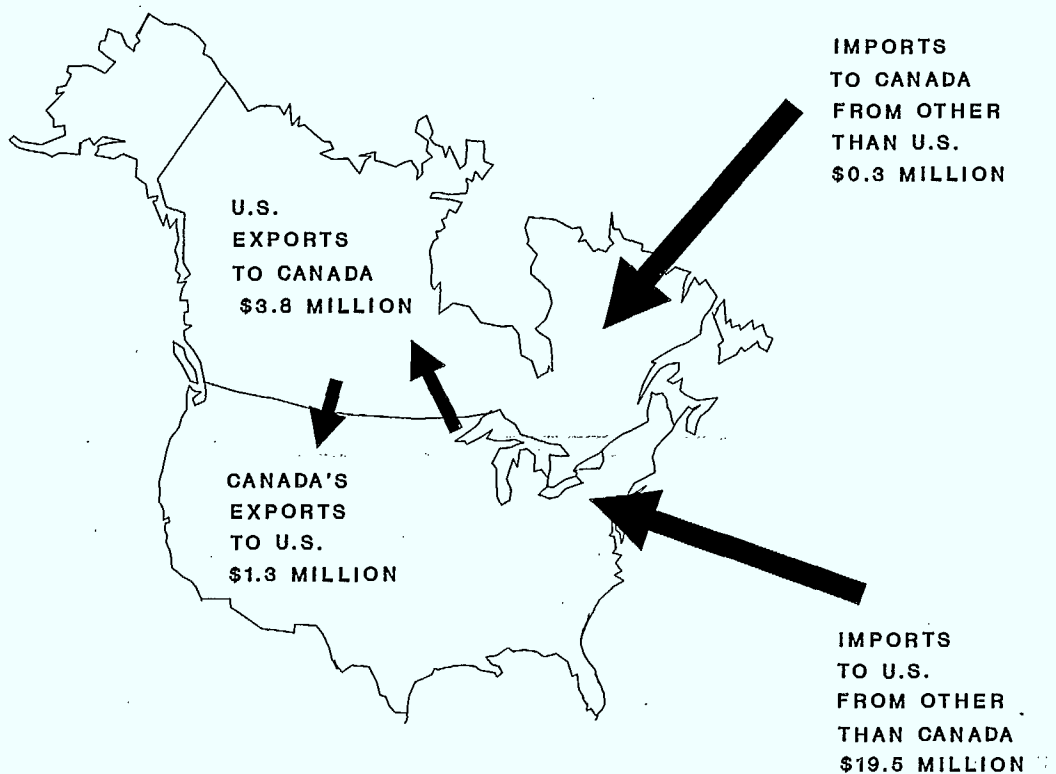 IMPORTS
TO CANADA
FROM OTHER
THAN U.S.
$0.3 MILLION
U.S.
EXPORTS
TO CANADA
$3.8 MILLION
CANADA'S
EXPORTS
TO U.S.
$1.3 MILLION
IMPORTS
TO U.S.
FROM OTHER
THAN CANADA
$19.5 MILLION